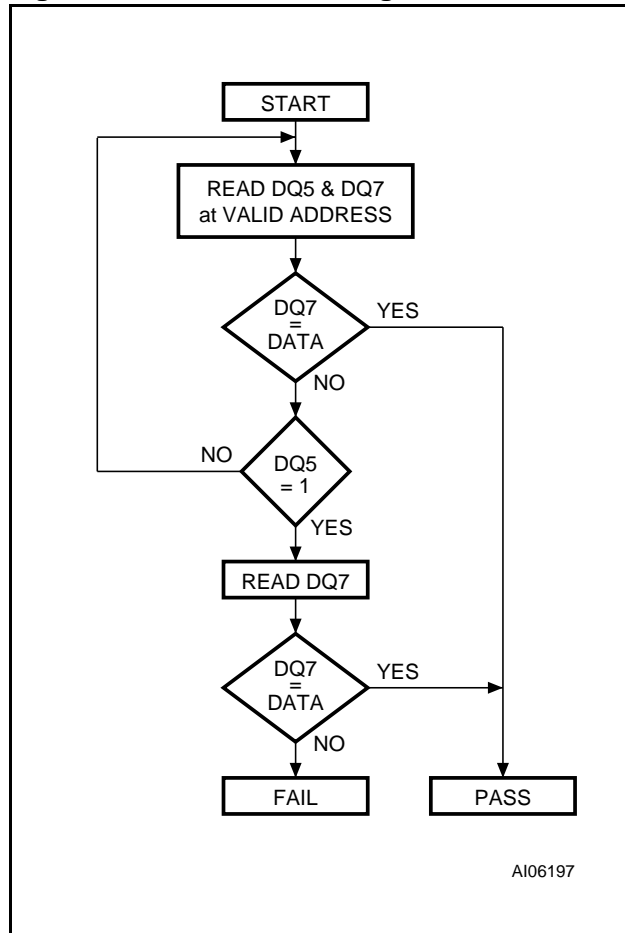 START
READ DQ5 & DQ7
at VALID ADDRESS
DQ7
=
DATA
YES
NO
NO
DQ5
= 1
YES
READ DQ7
DQ7
=
DATA
YES
NO
FAIL
PASS
AI06197